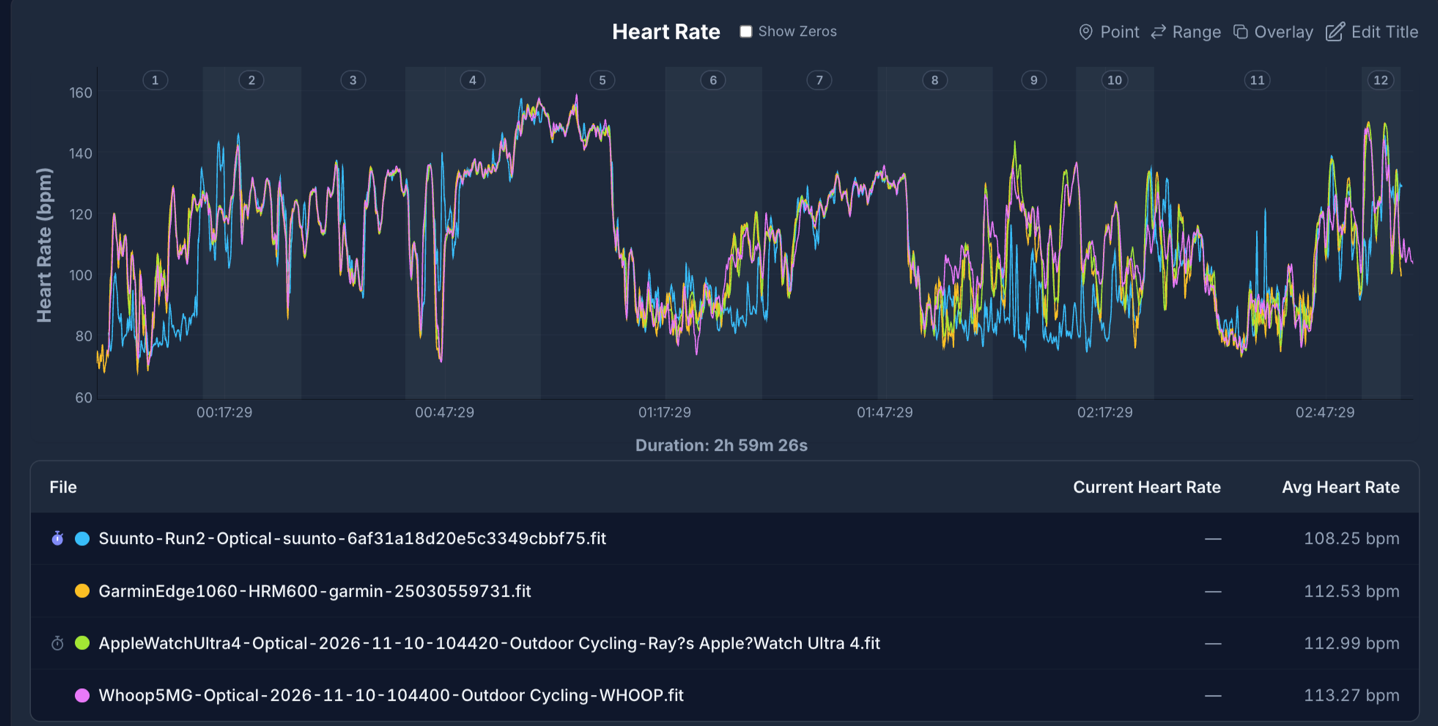 Heart Rate Show Zeros Point Range Overlay Edit Title
1 2 3 4 5 6 7 8 9 10 11 12
Heart Rate (bpm)
160
140
120
100
80
60
00:17:29 00:47:29 01:17:29 01:47:29 02:17:29 02:47:29
Duration: 2h 59m 26s
File Current Heart Rate Avg Heart Rate
Suunto-Run2-Optical-suunto-6af31a18d20e5c3349cbbf75.fit — 108.25 bpm
GarminEdge1060-HRM600-garmin-25030559731.fit — 112.53 bpm
AppleWatchUltra4-Optical-2026-11-10-104420-Outdoor Cycling-Ray?s Apple?Watch Ultra 4.fit — 112.99 bpm
Whoop5MG-Optical-2026-11-10-104400-Outdoor Cycling-WHOOP.fit — 113.27 bpm